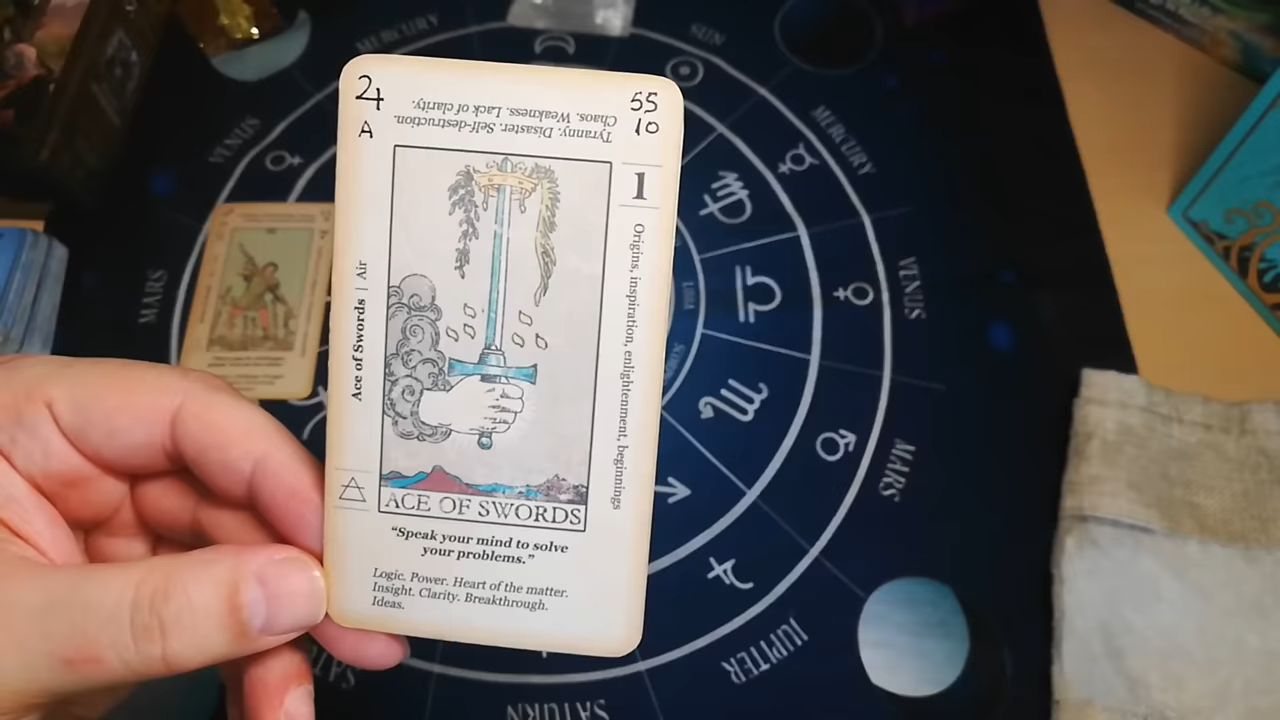 MERCURY
SUN
VENUS
MERCURY
MARS
VENUS
MARS
JUPITER
SATURN
LIBRA
A
55
10
Tyranny. Disaster. Self-destruction.
Chaos. Weakness. Lack of clarity.
1
Origins, inspiration, enlightenment, beginnings
Ace of Swords | Air
ACE OF SWORDS
“Speak your mind to solve
your problems.”
Logic. Power. Heart of the matter.
Insight. Clarity. Breakthrough.
Ideas.